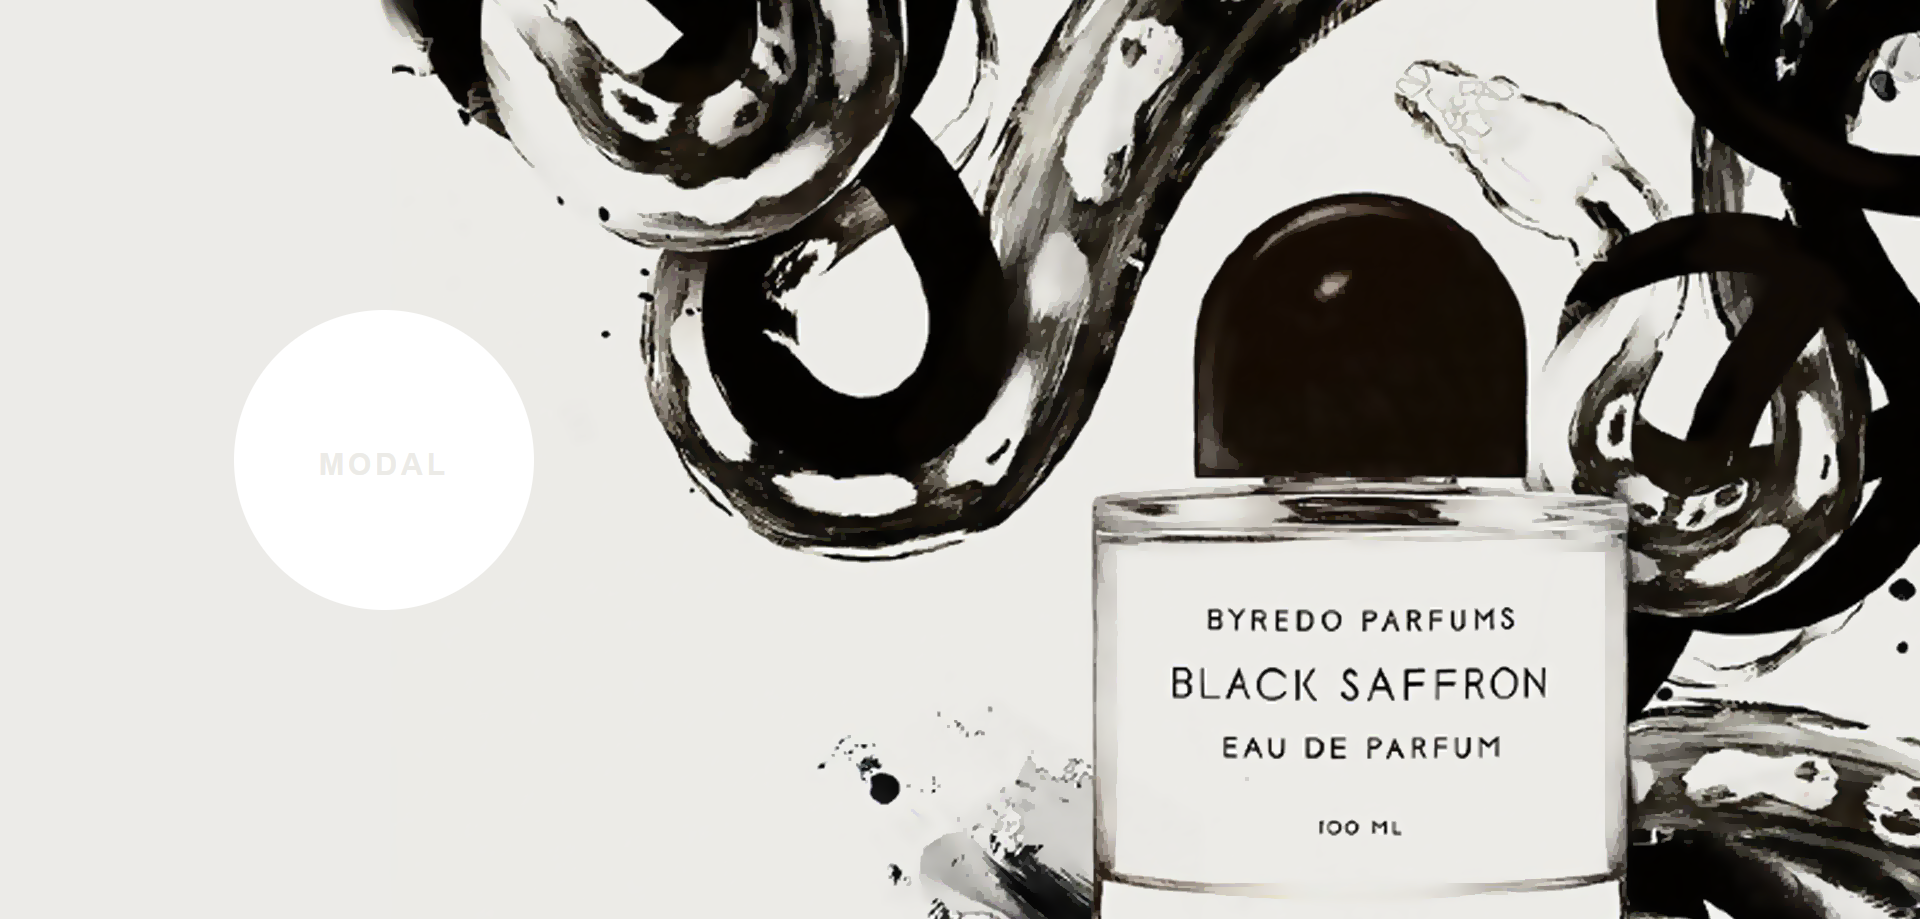 MODAL
BYREDO PARFUMS
BLACK SAFFRON
EAU DE PARFUM
100 ML